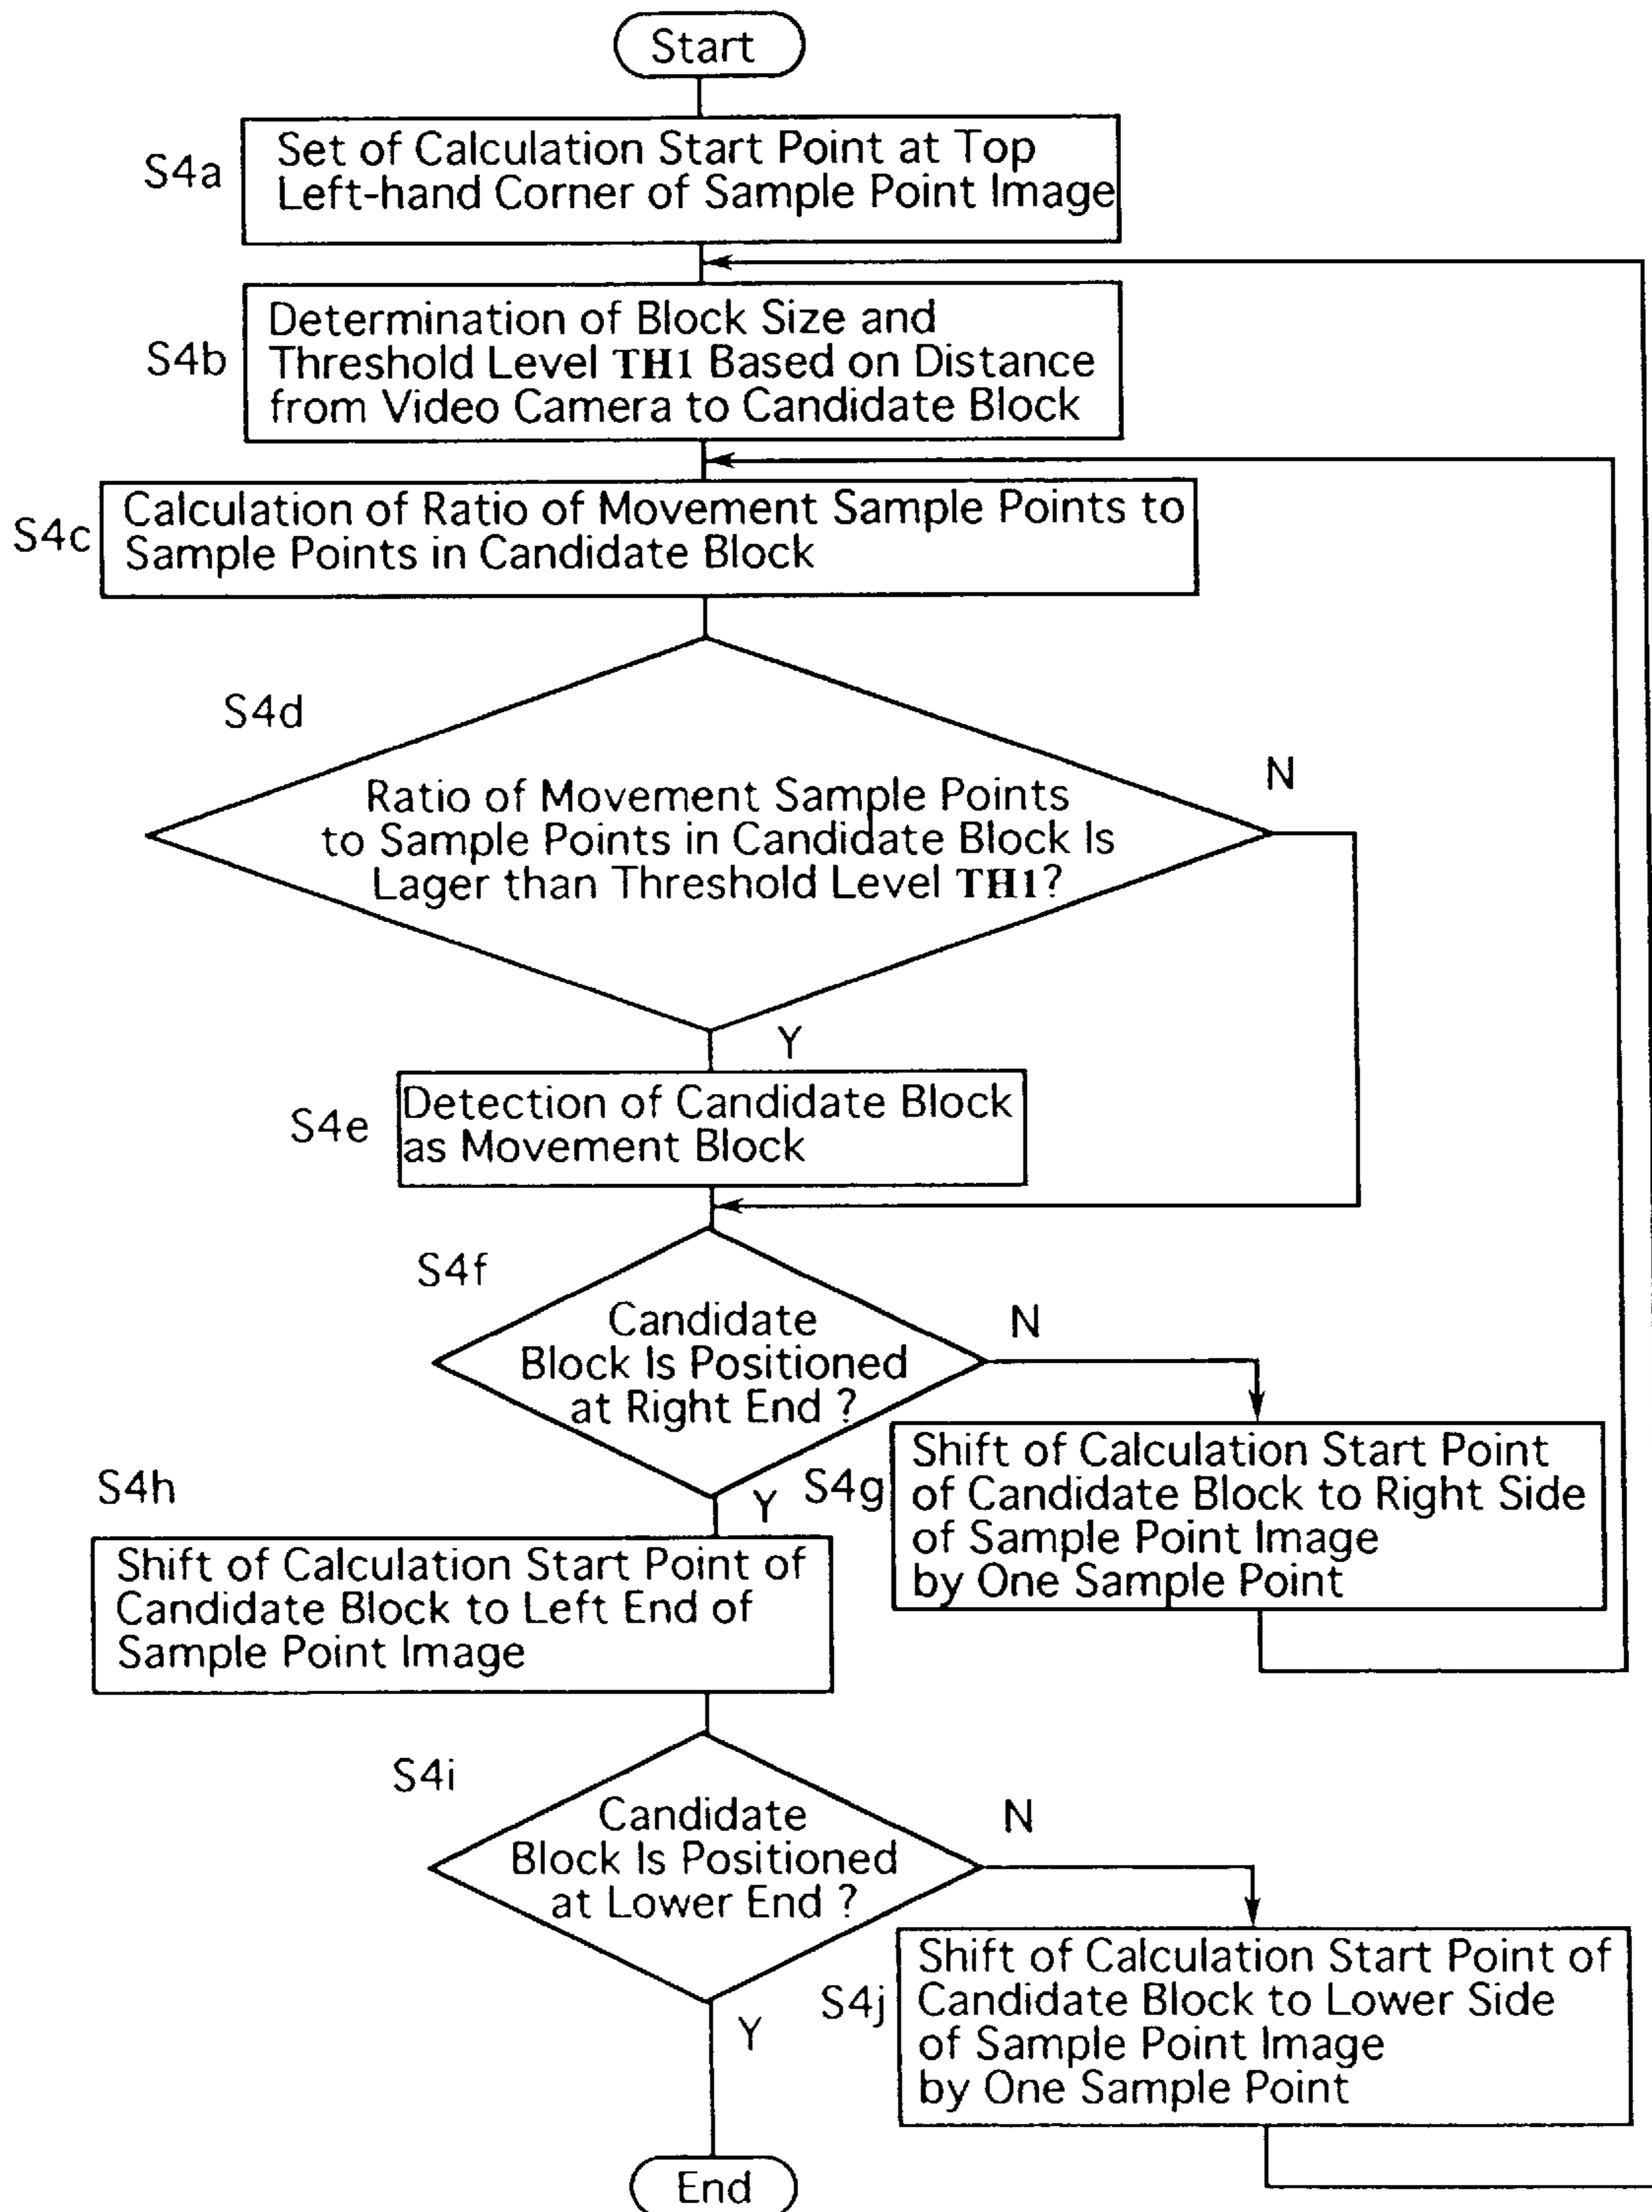 Start
S4a
Set of Calculation Start Point at Top
Left-hand Corner of Sample Point Image
S4b
Determination of Block Size and
Threshold Level TH1 Based on Distance
from Video Camera to Candidate Block
S4c
Calculation of Ratio of Movement Sample Points to
Sample Points in Candidate Block
S4d
Ratio of Movement Sample Points
to Sample Points in Candidate Block Is
Lager than Threshold Level TH1?
N
Y
S4e
Detection of Candidate Block
as Movement Block
S4f
Candidate
Block Is Positioned
at Right End ?
N
Y
S4g
Shift of Calculation Start Point
of Candidate Block to Right Side
of Sample Point Image
by One Sample Point
S4h
Shift of Calculation Start Point of
Candidate Block to Left End of
Sample Point Image
S4i
Candidate
Block Is Positioned
at Lower End ?
N
Y
S4j
Shift of Calculation Start Point of
Candidate Block to Lower Side
of Sample Point Image
by One Sample Point
End